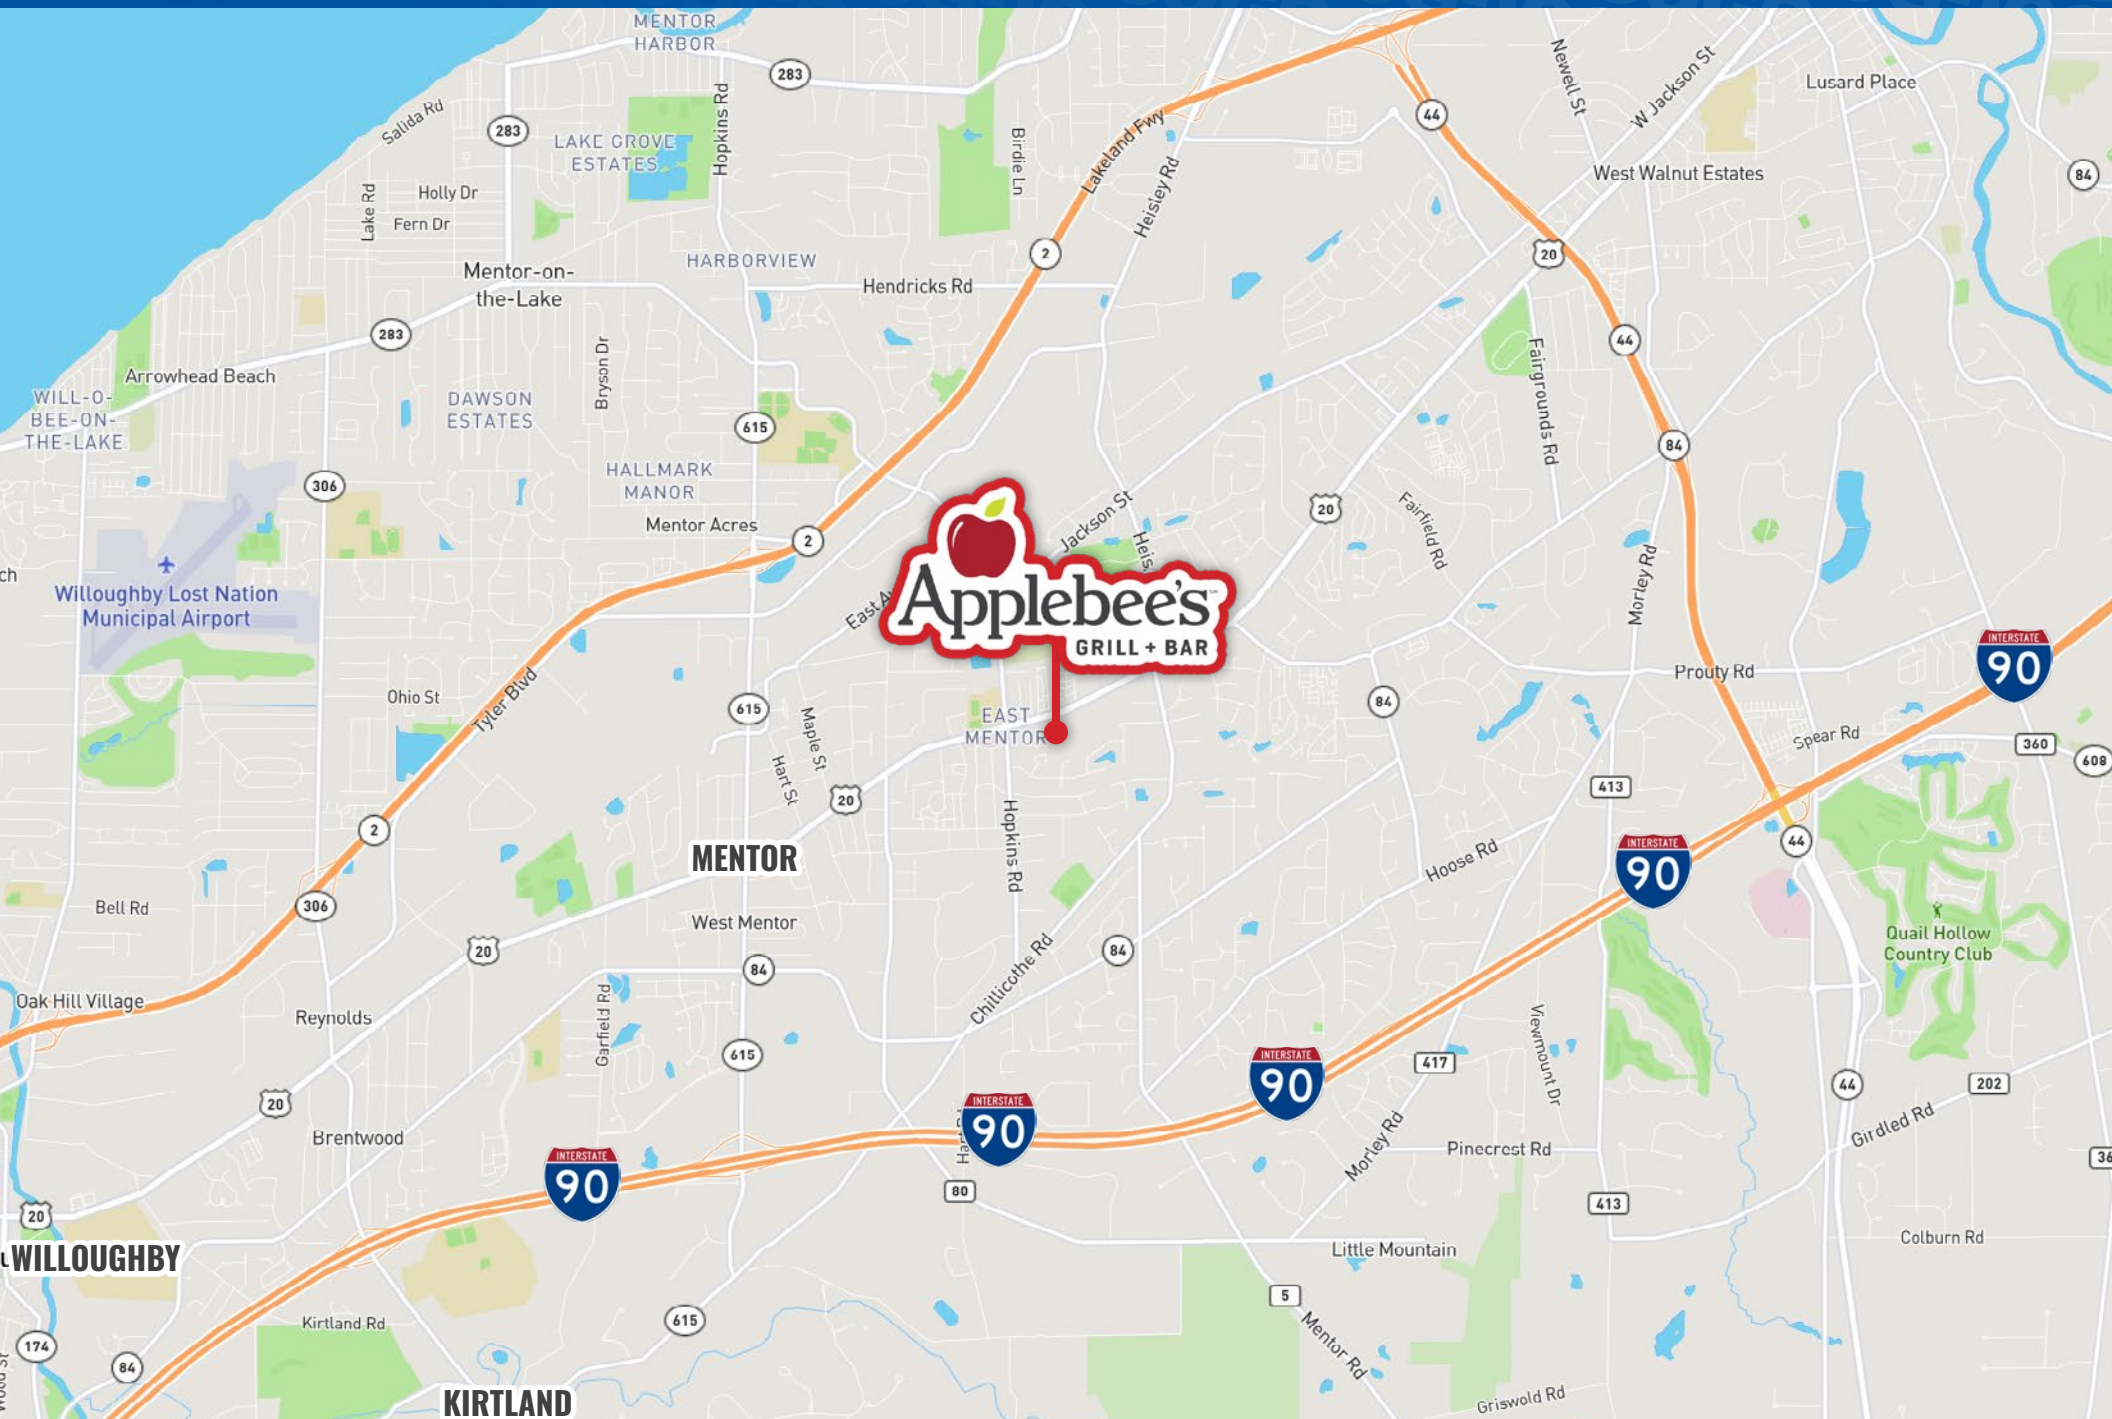 MENTOR
HARBOR
283
Newell St
W Jackson St
Lusard Place
Salida Rd
283
LAKE GROVE
ESTATES
Hopkins Rd
Birdie Ln
Lakeland Fwy
Heisley Rd
44
West Walnut Estates
84
Lake Rd
Holly Dr
Fern Dr
HARBORVIEW
2
20
Mentor-on-
the-Lake
Hendricks Rd
283
Bryson Dr
44
Fairgrounds Rd
Arrowhead Beach
WILL-O-
BEE-ON-
THE-LAKE
DAWSON
ESTATES
615
84
306
HALLMARK
MANOR
Mentor Acres
2
Jackson St
Heis
20
Fairfield Rd
ch
Willoughby Lost Nation
Municipal Airport
East A
Applebee's
GRILL + BAR
Morley Rd
INTERSTATE
90
Ohio St
Tyler Blvd
615
Maple St
EAST
MENTOR
84
Prouty Rd
Spear Rd
360
608
Hart St
20
413
2
Hopkins Rd
MENTOR
Hoose Rd
INTERSTATE
90
44
Bell Rd
306
West Mentor
20
84
Chillicothe Rd
84
Quail Hollow
Country Club
Oak Hill Village
Reynolds
Garfield Rd
615
INTERSTATE
90
417
Viewmount Dr
44
202
20
Brentwood
INTERSTATE
90
Morley Rd
Pinecrest Rd
Girdled Rd
36
INTERSTATE
90
80
413
20
WILLOUGHBY
Little Mountain
Colburn Rd
5
Kirtland Rd
615
Mentor Rd
174
84
KIRTLAND
Griswold Rd